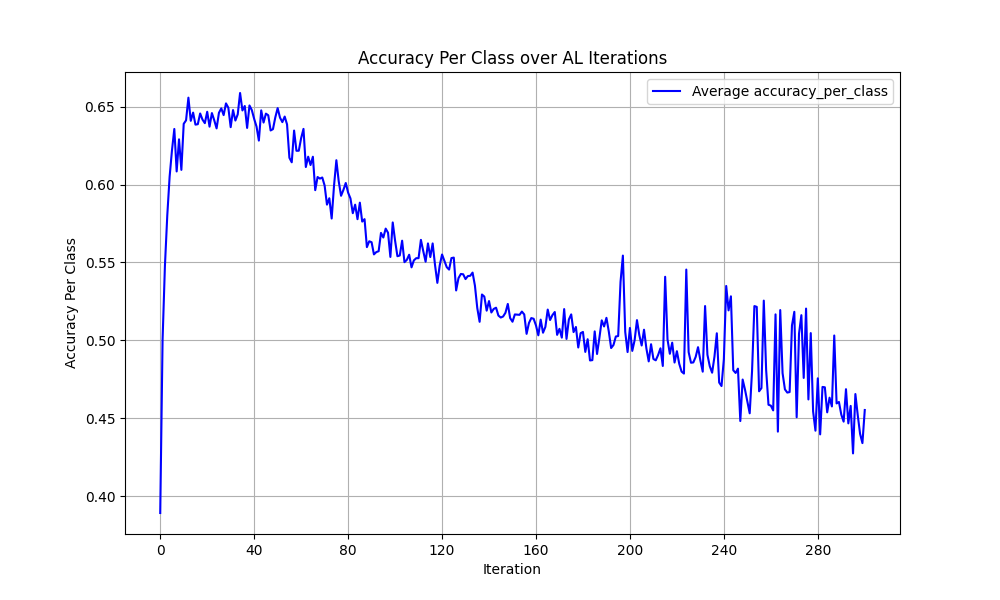 Accuracy Per Class over AL Iterations
Average accuracy_per_class
Accuracy Per Class
0.65
0.60
0.55
0.50
0.45
0.40
0 40 80 120 160 200 240 280
Iteration